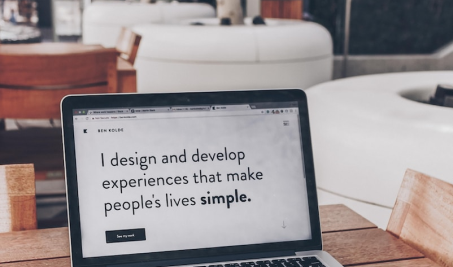 BEN KOLDE
I design and develop
experiences that make
people's lives simple.
See my work